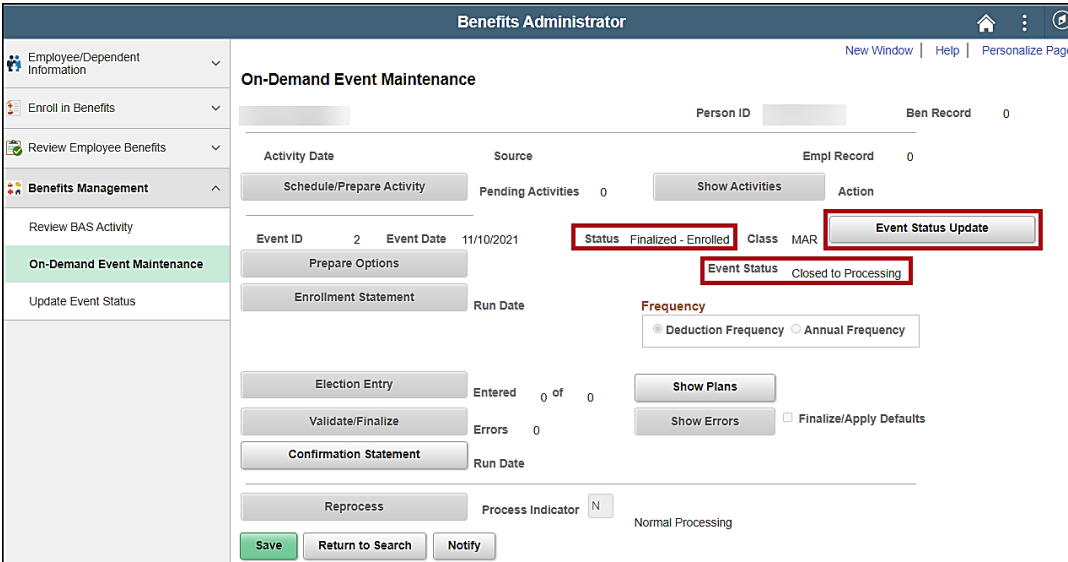 Benefits Administrator
New Window | Help | Personalize Page
Employee/Dependent
Information
Enroll in Benefits
Review Employee Benefits
Benefits Management
Review BAS Activity
On-Demand Event Maintenance
Update Event Status
On-Demand Event Maintenance
Person ID Ben Record 0
Activity Date Source Empl Record 0
Schedule/Prepare Activity Pending Activities 0 Show Activities Action
Event ID 2 Event Date 11/10/2021 Status Finalized - Enrolled Class MAR Event Status Update
Prepare Options Event Status Closed to Processing
Enrollment Statement Run Date Frequency
Deduction Frequency Annual Frequency
Election Entry Entered 0 of 0 Show Plans
Validate/Finalize Errors 0 Show Errors Finalize/Apply Defaults
Confirmation Statement Run Date
Reprocess Process Indicator N Normal Processing
Save Return to Search Notify